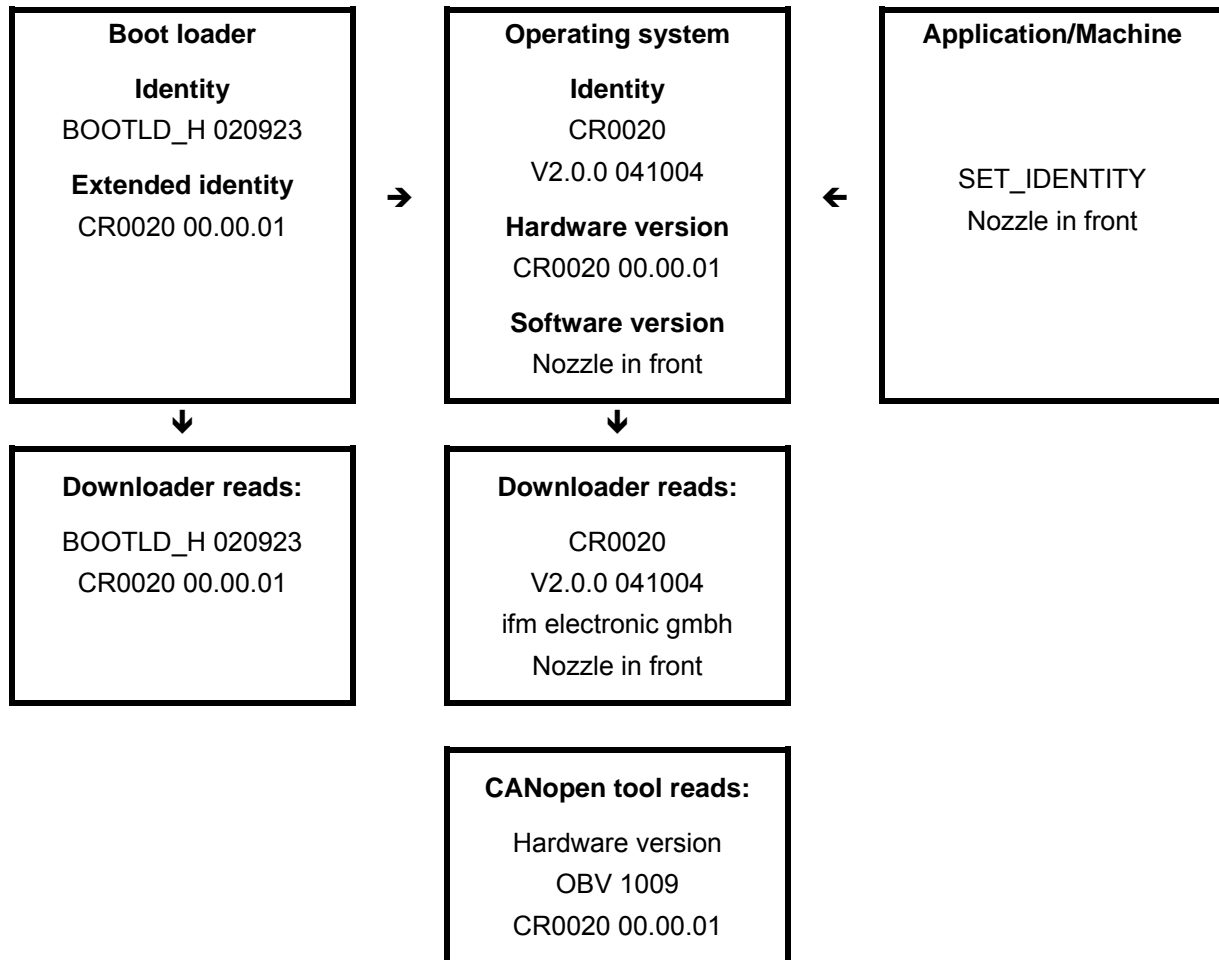 Boot loader
Identity
BOOTLD_H 020923
Extended identity
CR0020 00.00.01
Operating system
Identity
CR0020
V2.0.0 041004
Hardware version
CR0020 00.00.01
Software version
Nozzle in front
Application/Machine
SET_IDENTITY
Nozzle in front
Downloader reads:
BOOTLD_H 020923
CR0020 00.00.01
Downloader reads:
CR0020
V2.0.0 041004
ifm electronic gmbh
Nozzle in front
CANopen tool reads:
Hardware version
OBV 1009
CR0020 00.00.01